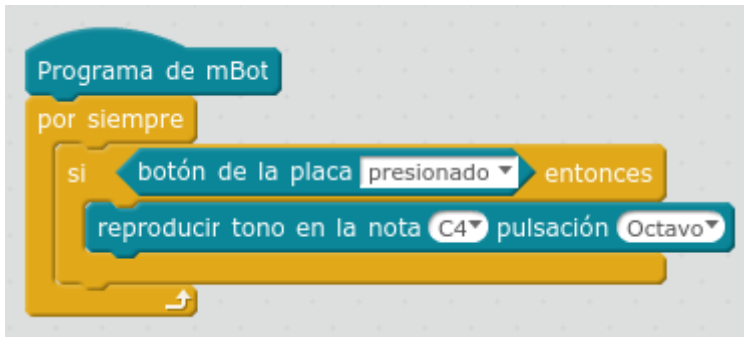 Programa de mBot
por siempre
si botón de la placa presionado entonces
reproducir tono en la nota C4 pulsación Octavo